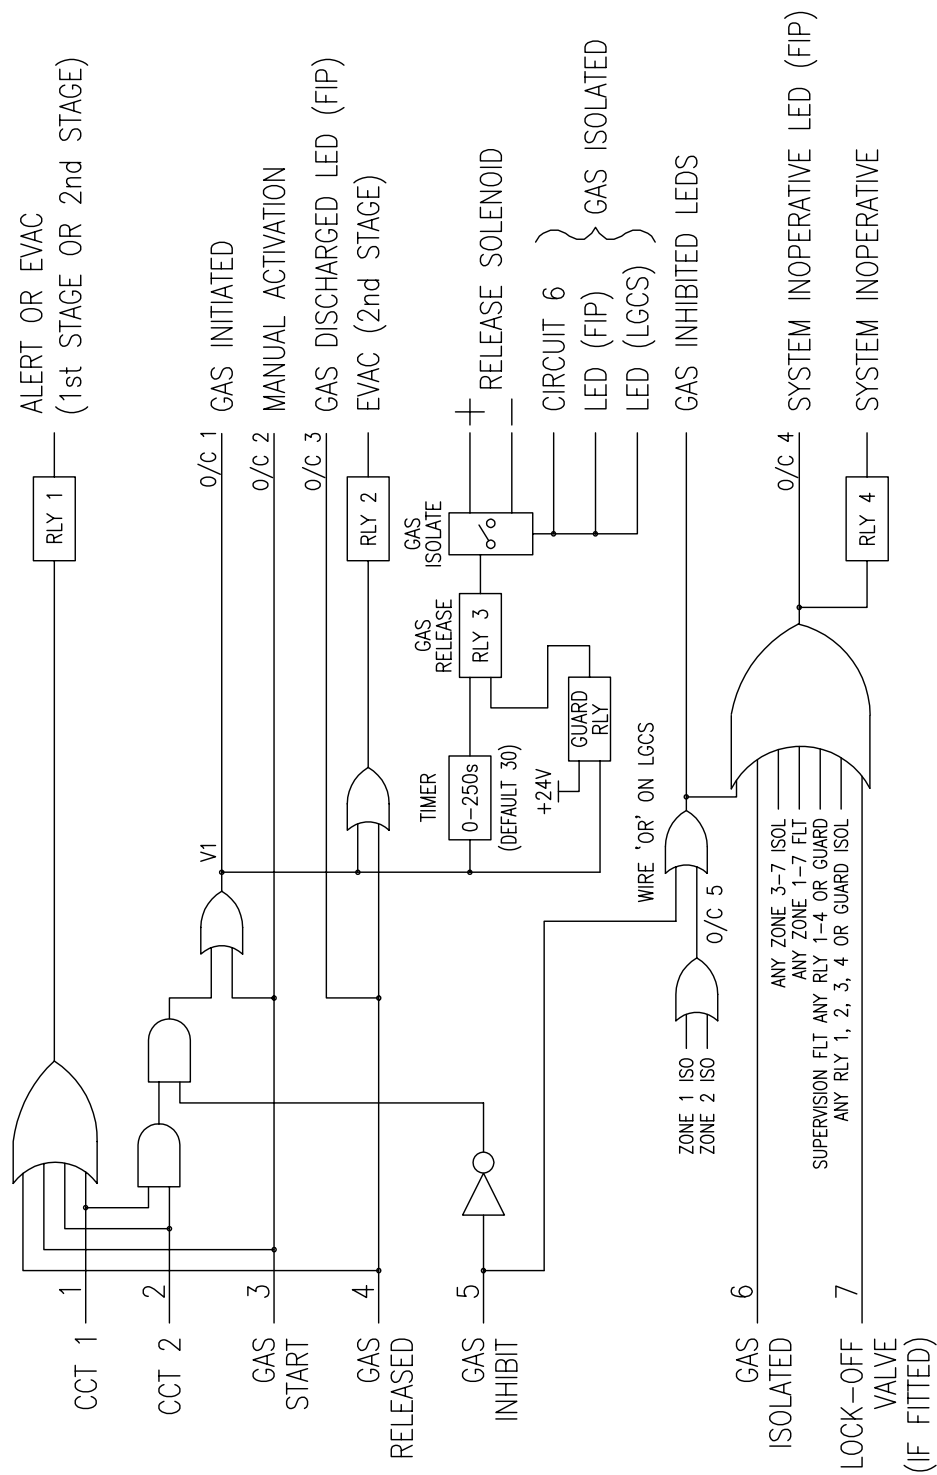 CCT 1
1
CCT 2
2
GAS
START
3
GAS
RELEASED
4
GAS
INHIBIT
5
GAS
ISOLATED
6
LOCK-OFF
VALVE
(IF FITTED)
7
ZONE 1 ISO
ZONE 2 ISO
O/C 5
WIRE 'OR' ON LGCS
ANY ZONE 3-7 ISOL
ANY ZONE 1-7 FLT
SUPERVISION FLT ANY RLY 1-4 OR GUARD
ANY RLY 1, 2, 3, 4 OR GUARD ISOL
V1
TIMER
0-250s
(DEFAULT 30)
+24V
GUARD
RLY
GAS
RELEASE
RLY 3
GAS
ISOLATE
RLY 1
ALERT OR EVAC
(1st STAGE OR 2nd STAGE)
O/C 1
GAS INITIATED
O/C 2
MANUAL ACTIVATION
O/C 3
GAS DISCHARGED LED (FIP)
RLY 2
EVAC (2nd STAGE)
+
RELEASE SOLENOID
-
CIRCUIT 6
LED (FIP)
LED (LGCS)
GAS ISOLATED
GAS INHIBITED LEDS
O/C 4
SYSTEM INOPERATIVE LED (FIP)
RLY 4
SYSTEM INOPERATIVE